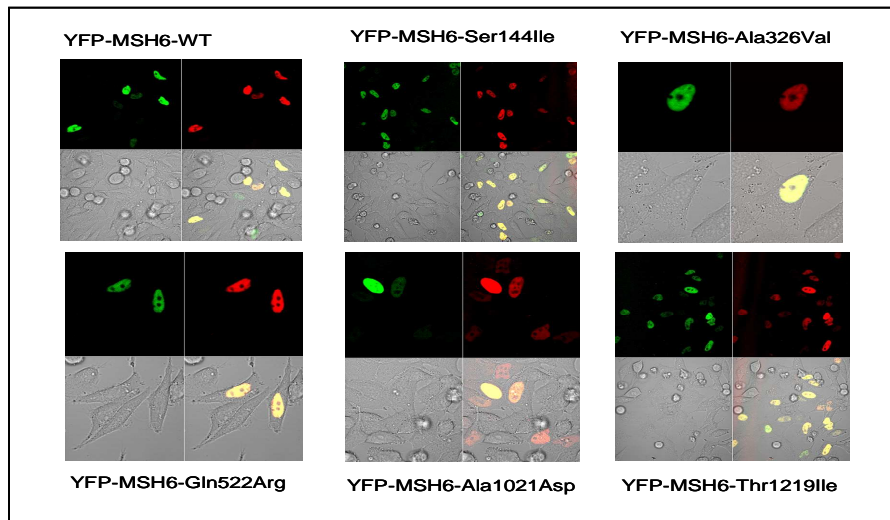 YFP-MSH6-WT
YFP-MSH6-Ser144Ile
YFP-MSH6-Ala326Val
YFP-MSH6-Gln522Arg
YFP-MSH6-Ala1021Asp
YFP-MSH6-Thr1219Ile